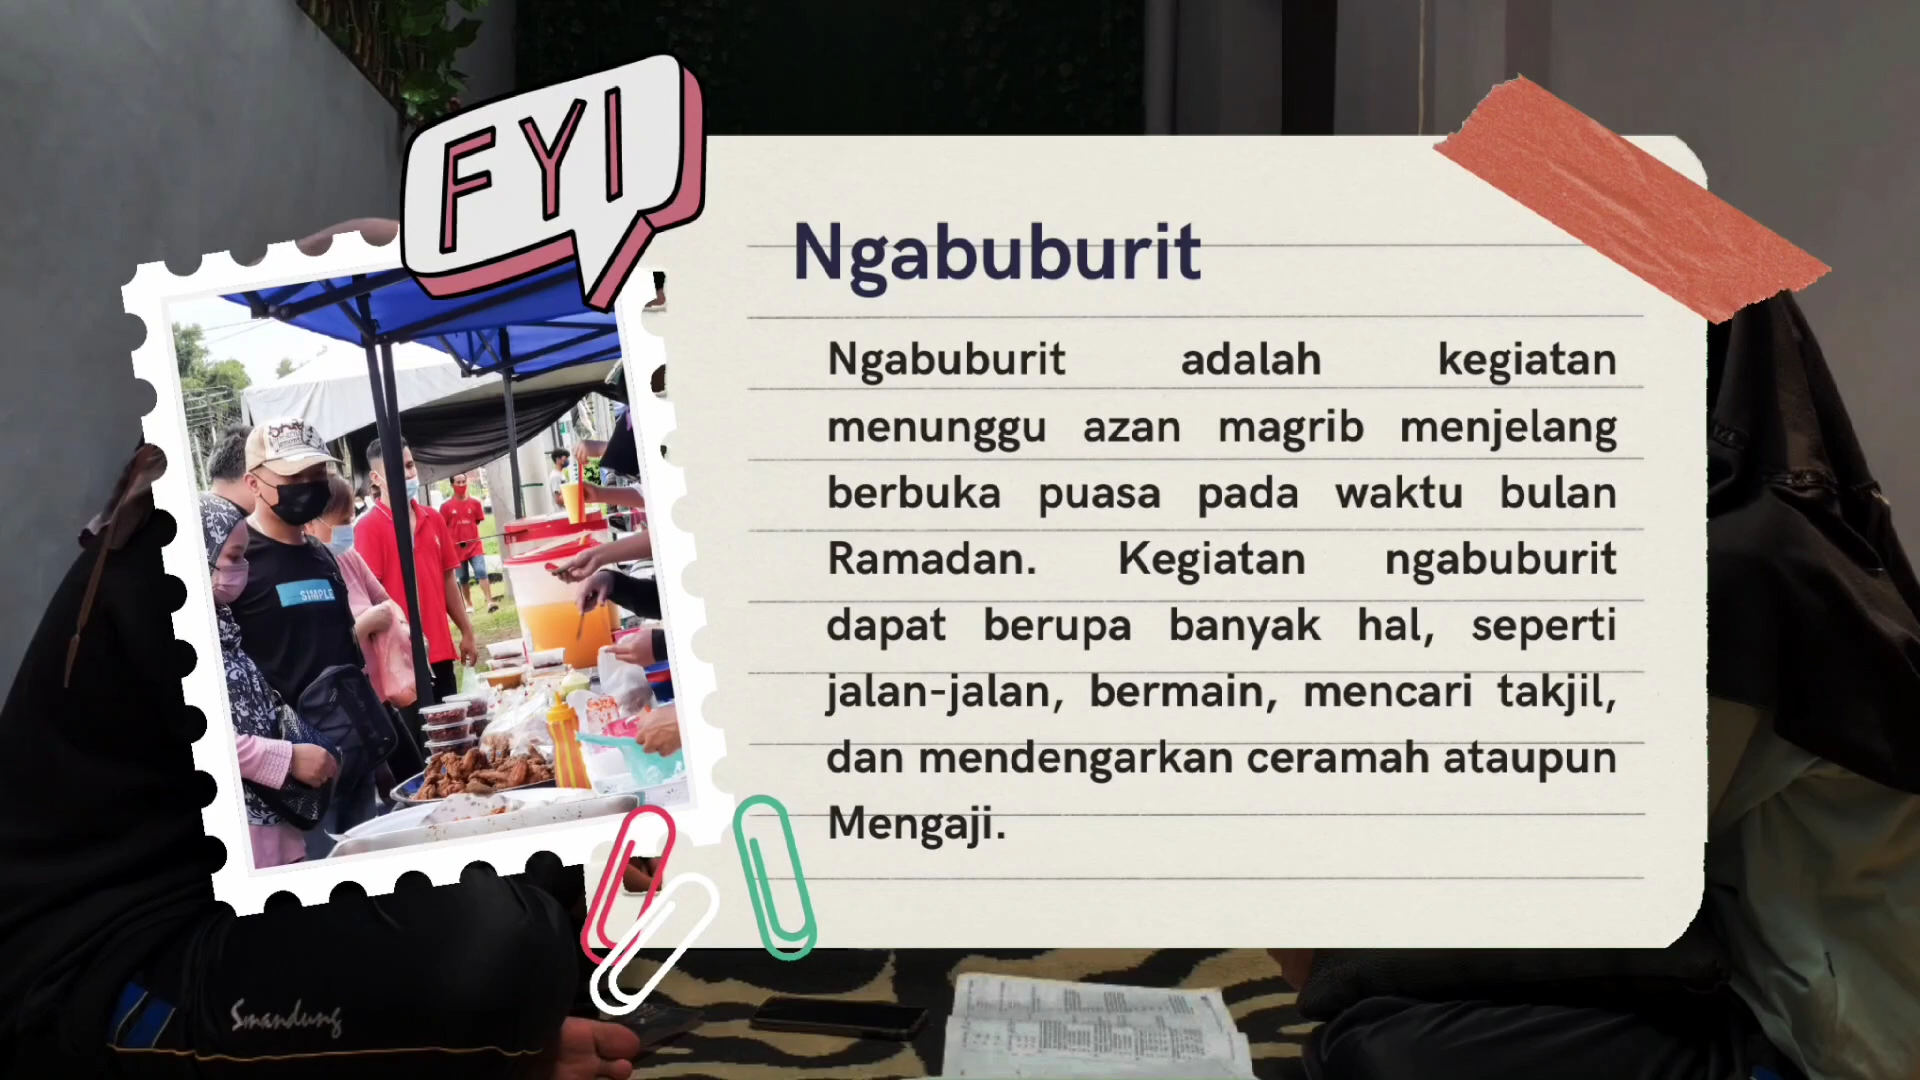 FYI
Ngabuburit
Ngabuburit adalah kegiatan
menunggu azan magrib menjelang
berbuka puasa pada waktu bulan
Ramadan. Kegiatan ngabuburit
dapat berupa banyak hal, seperti
jalan-jalan, bermain, mencari takjil,
dan mendengarkan ceramah ataupun
Mengaji.
SIMPLE
Smandung